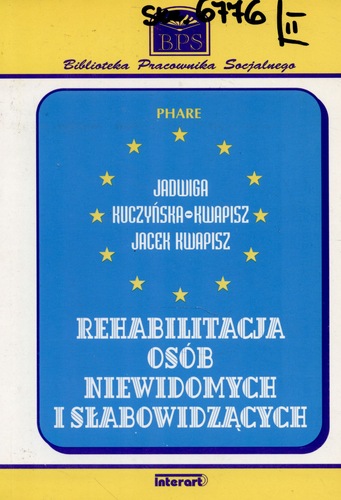 6776 II
BPS
Biblioteka Pracownika Socjalnego
PHARE
JADWIGA
KUCZYŃSKA-KWAPISZ
JACEK KWAPISZ
REHABILITACJA
OSÓB
NIEWIDOMYCH
I SŁABOWIDZĄCYCH
interart